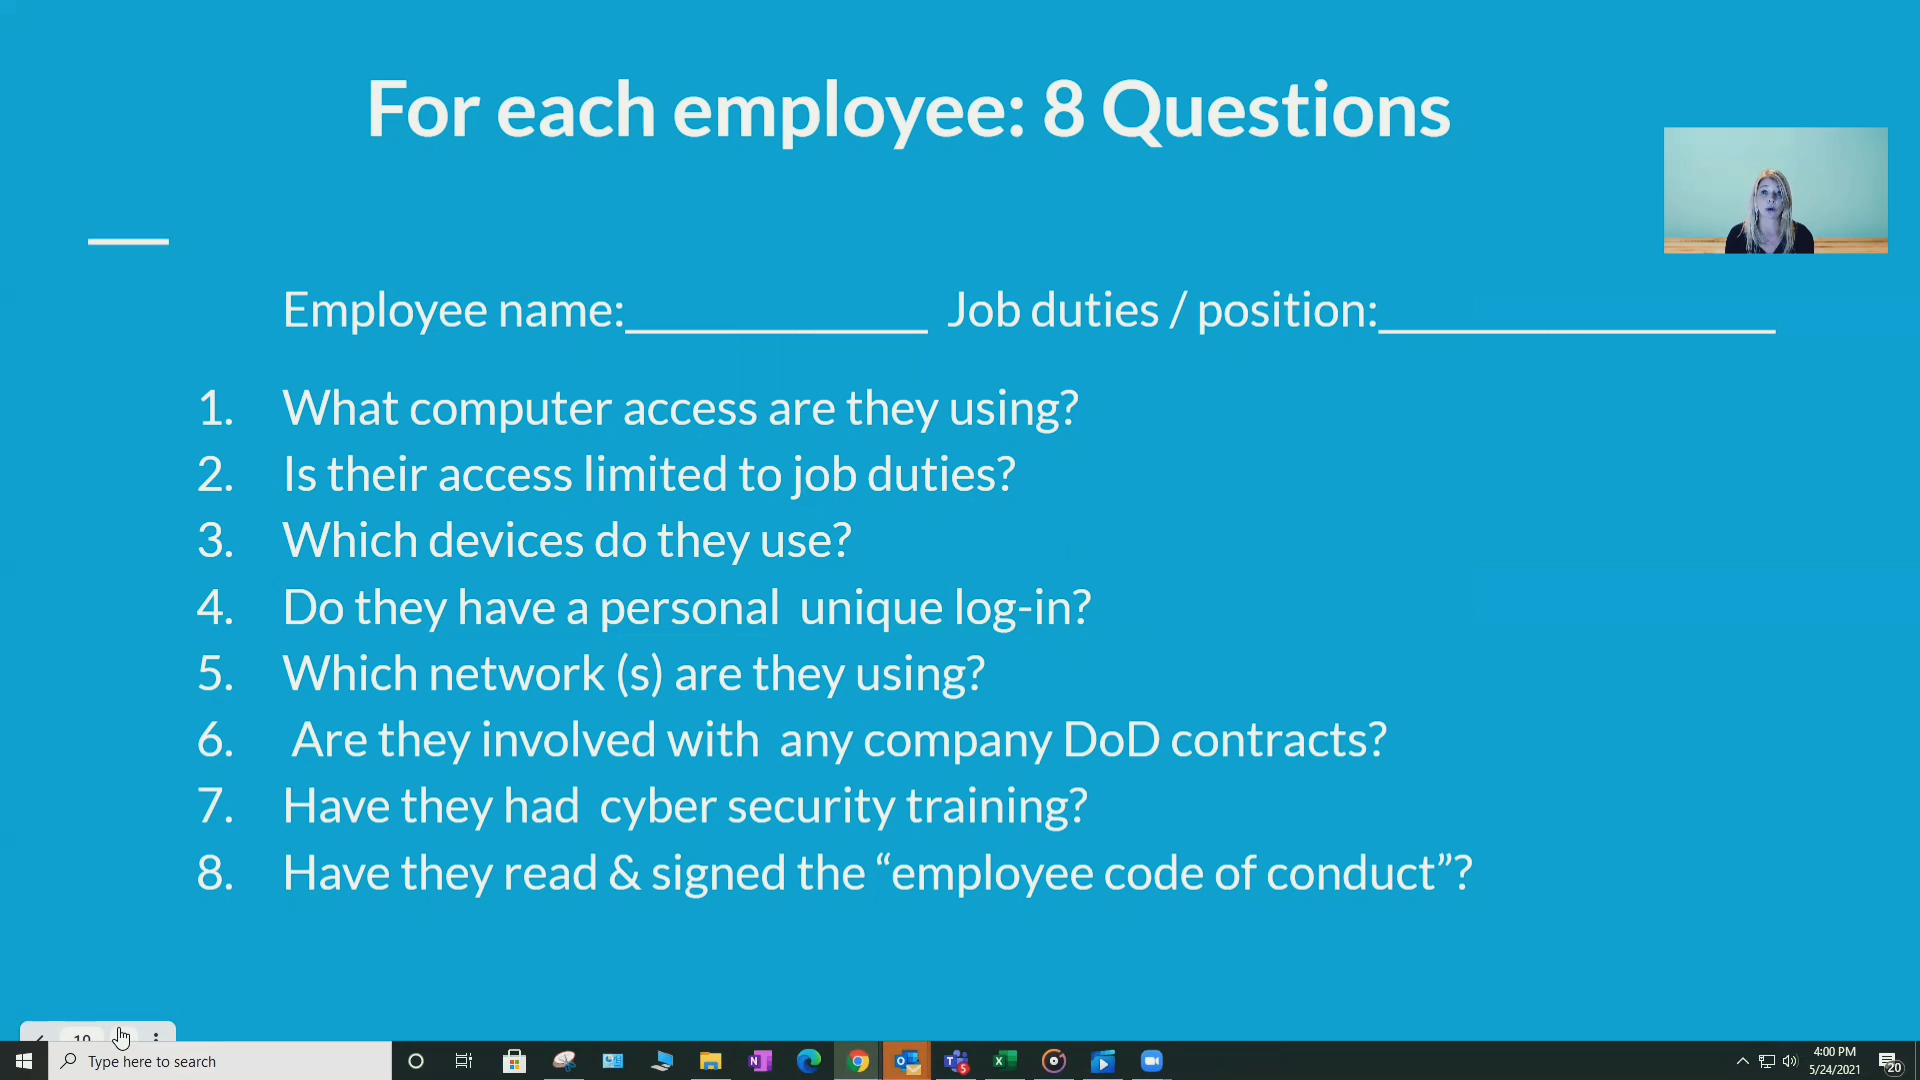 For each employee: 8 Questions
Employee name:____________ Job duties / position:________________
1. What computer access are they using?
2. Is their access limited to job duties?
3. Which devices do they use?
4. Do they have a personal  unique log-in?
5. Which network (s) are they using?
6.  Are they involved with  any company DoD contracts?
7. Have they had  cyber security training?
8. Have they read & signed the “employee code of conduct”?
Type here to search
5
4:00 PM
5/24/2021
20